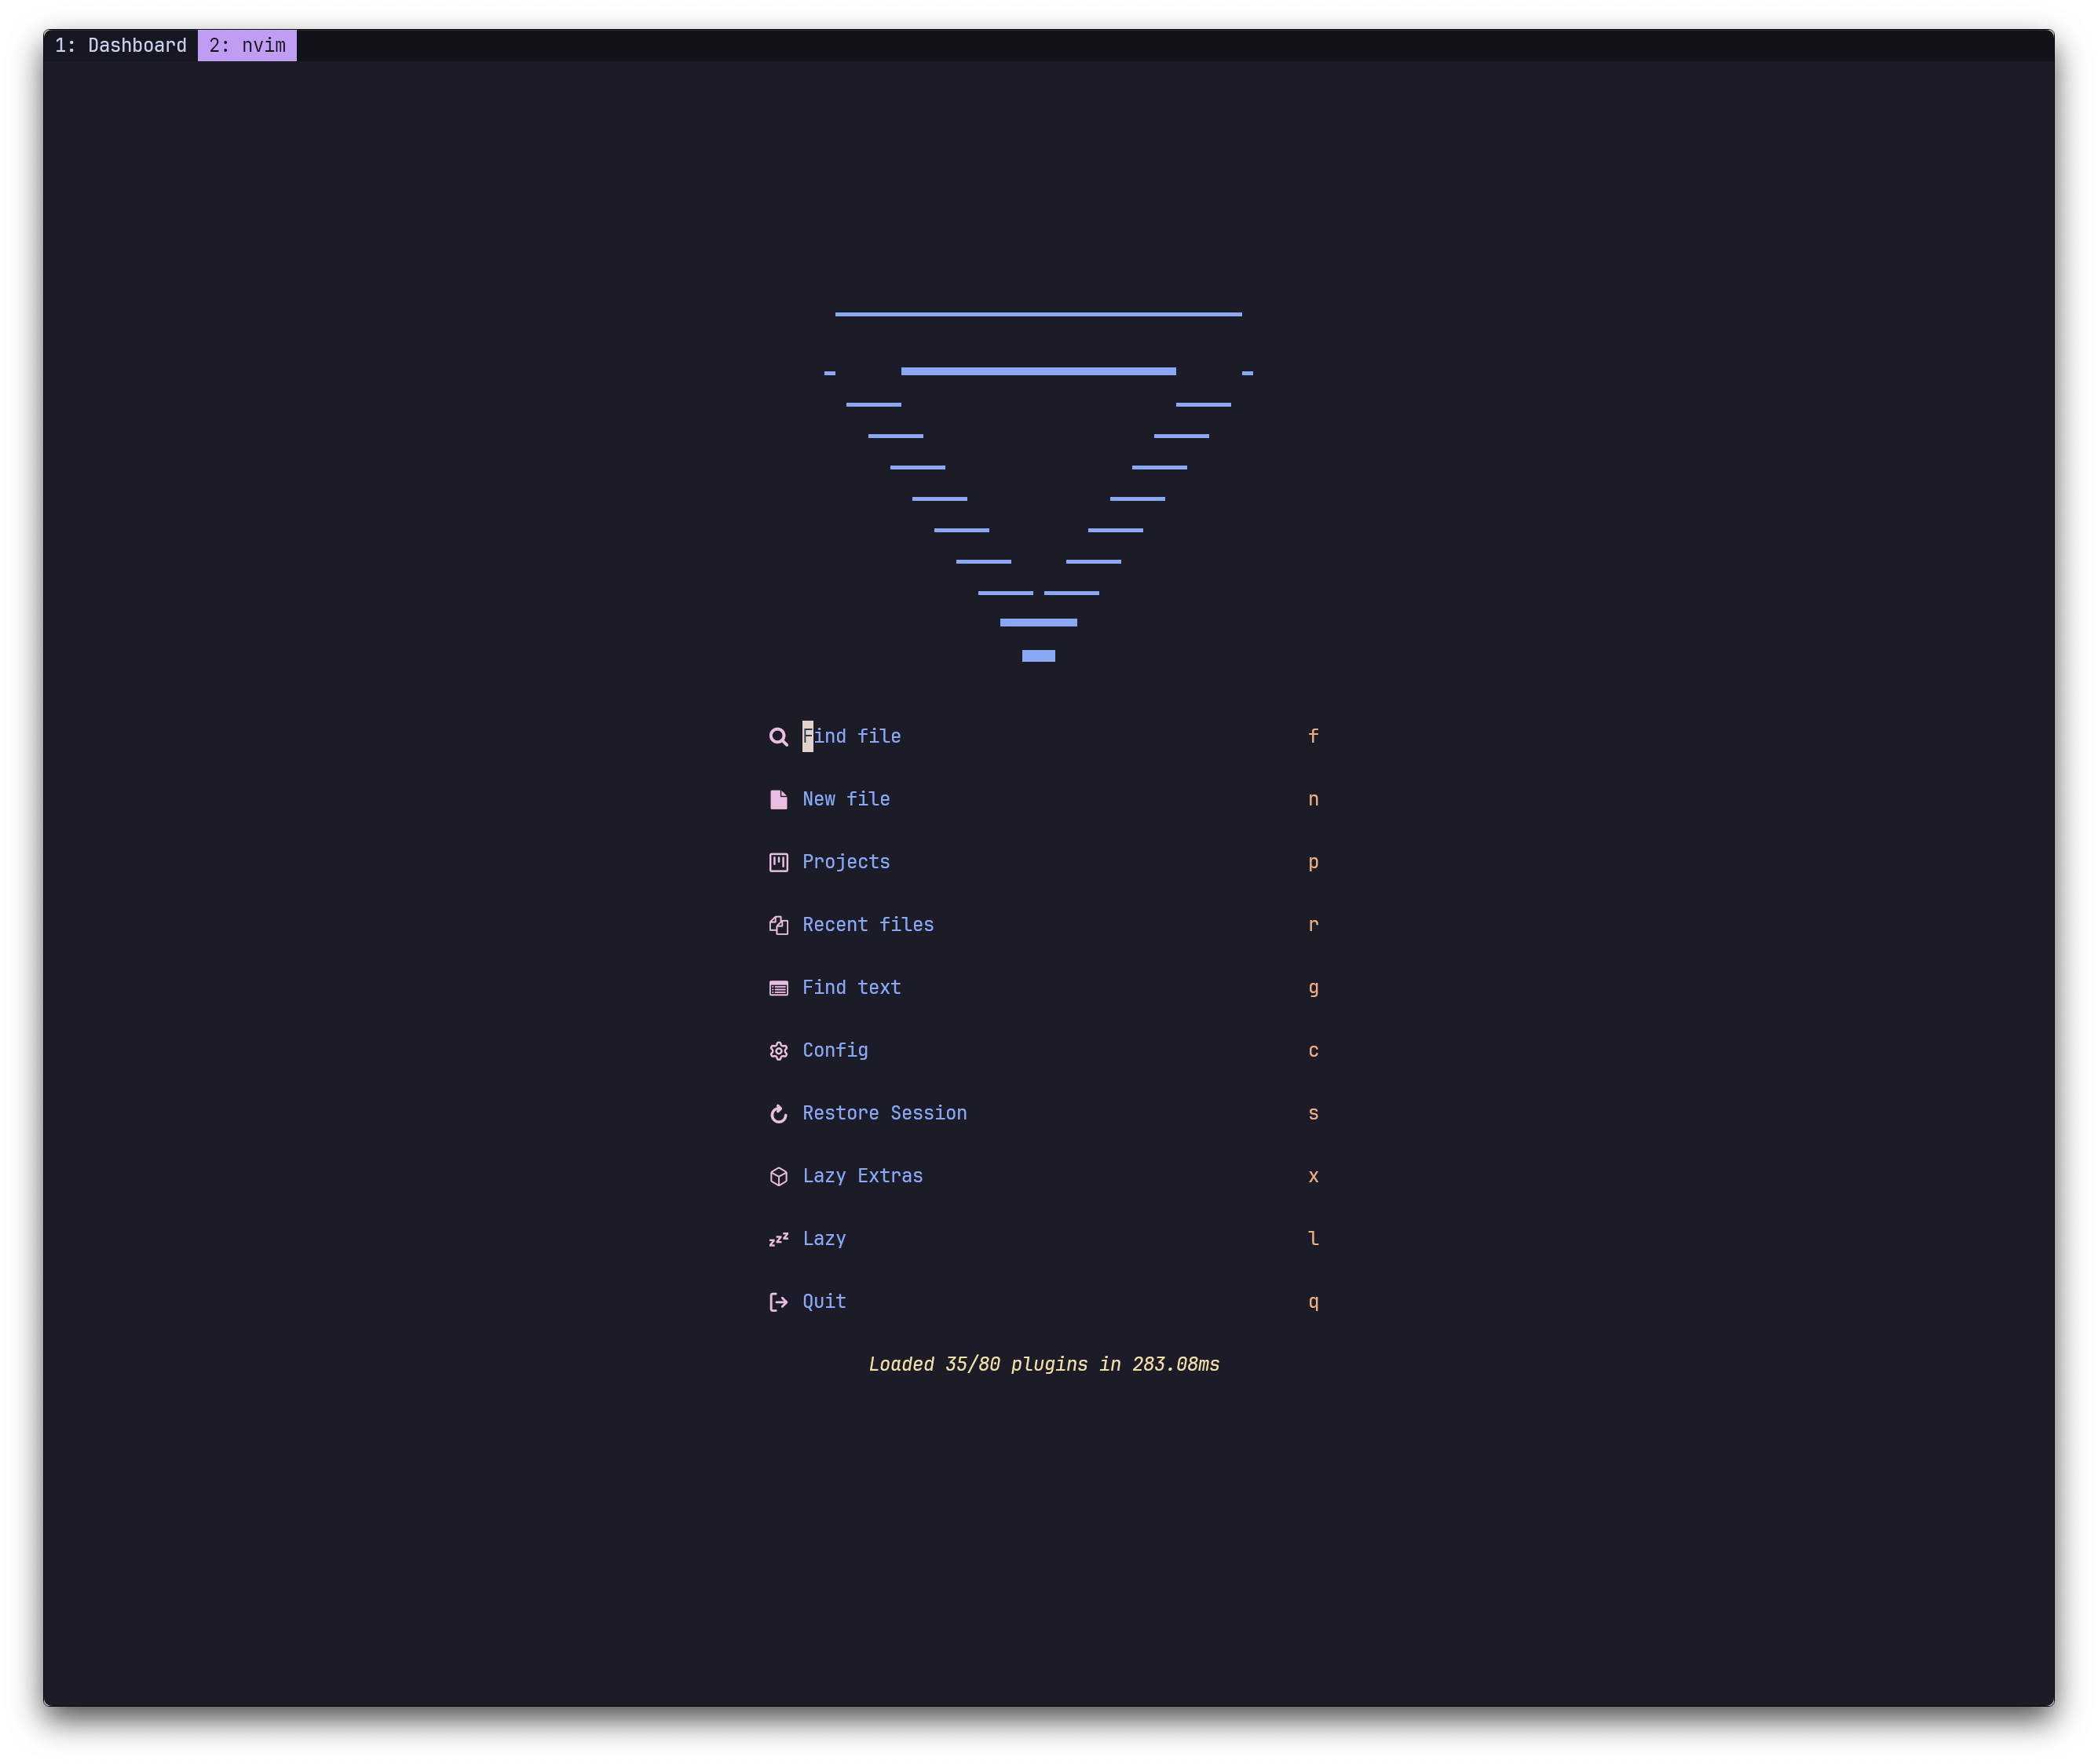 1: Dashboard 2: nvim
Find file f
New file n
Projects p
Recent files r
Find text g
Config c
Restore Session s
Lazy Extras x
Lazy l
Quit q
Loaded 35/80 plugins in 283.08ms